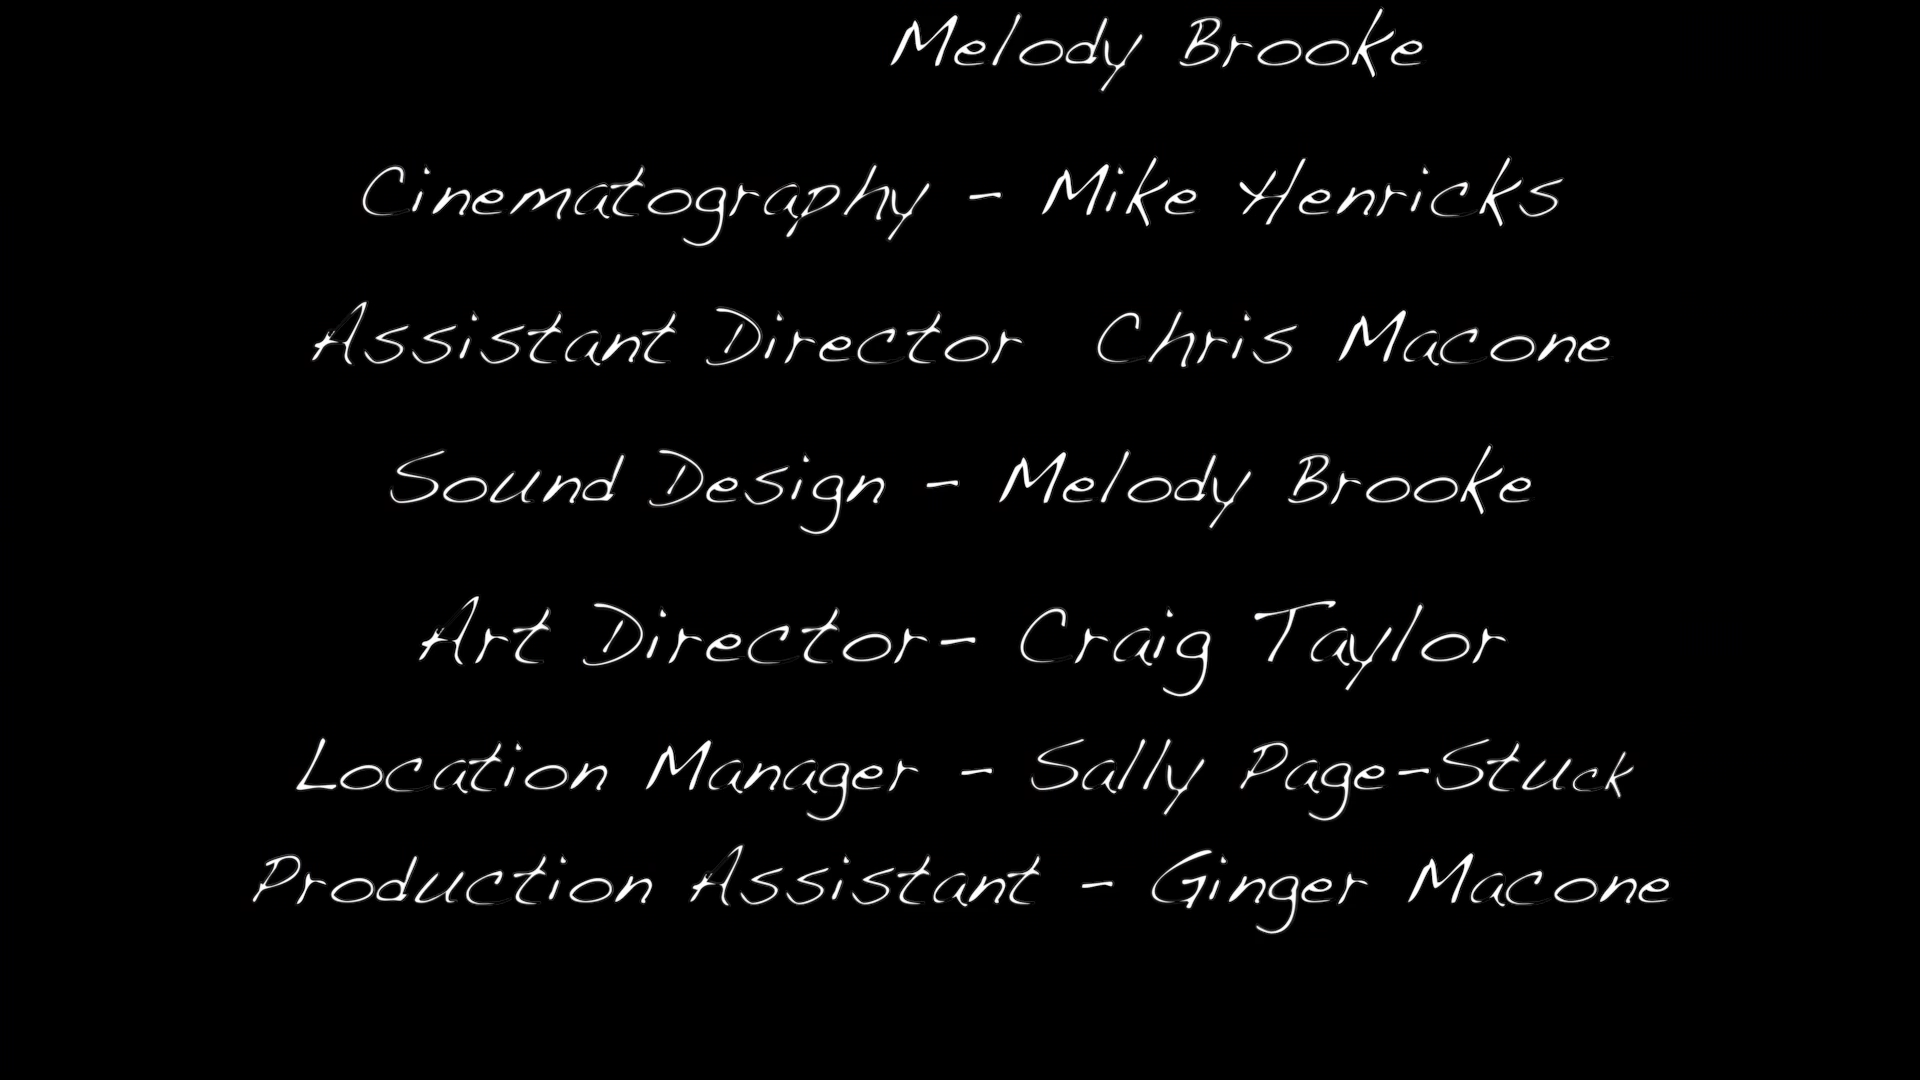 Melody Brooke
Cinematography - Mike Henricks
Assistant Director Chris Macone
Sound Design - Melody Brooke
Art Director- Craig Taylor
Location Manager - Sally Page-Stuck
Production Assistant - Ginger Macone